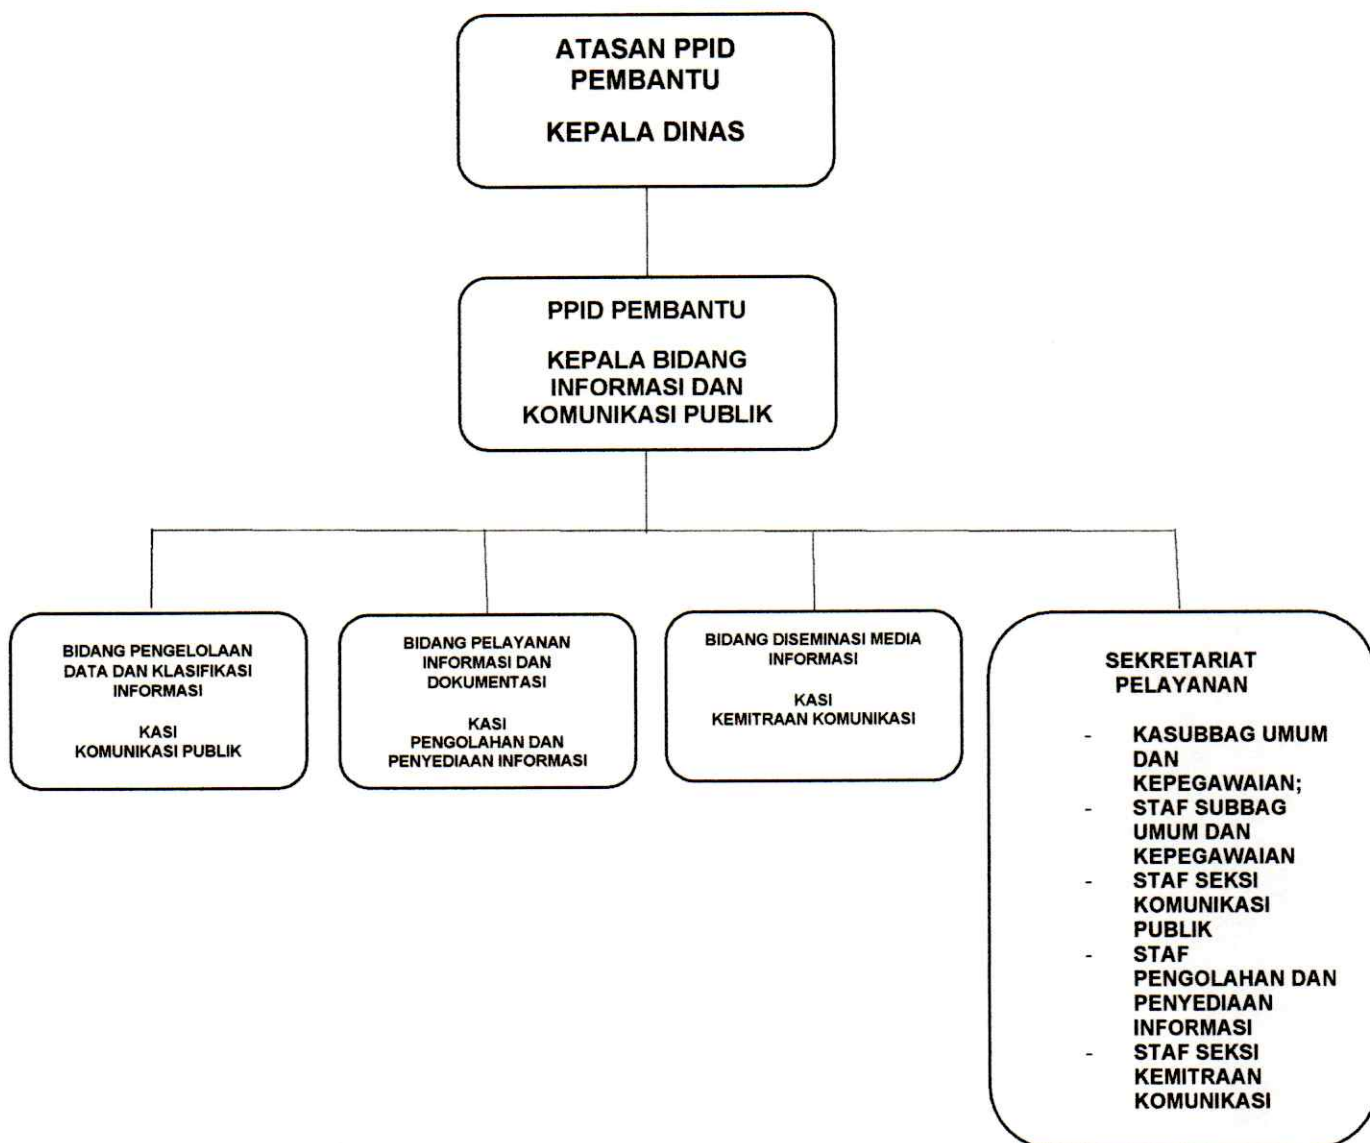 ATASAN PPID
PEMBANTU
KEPALA DINAS
PPID PEMBANTU
KEPALA BIDANG
INFORMASI DAN
KOMUNIKASI PUBLIK
BIDANG PENGELOLAAN
DATA DAN KLASIFIKASI
INFORMASI
KASI
KOMUNIKASI PUBLIK
BIDANG PELAYANAN
INFORMASI DAN
DOKUMENTASI
KASI
PENGOLAHAN DAN
PENYEDIAAN INFORMASI
BIDANG DISEMINASI MEDIA
INFORMASI
KASI
KEMITRAAN KOMUNIKASI
SEKRETARIAT
PELAYANAN
- KASUBBAG UMUM
DAN
KEPEGAWAIAN;
- STAF SUBBAG
UMUM DAN
KEPEGAWAIAN
- STAF SEKSI
KOMUNIKASI
PUBLIK
- STAF
PENGOLAHAN DAN
PENYEDIAAN
INFORMASI
- STAF SEKSI
KEMITRAAN
KOMUNIKASI